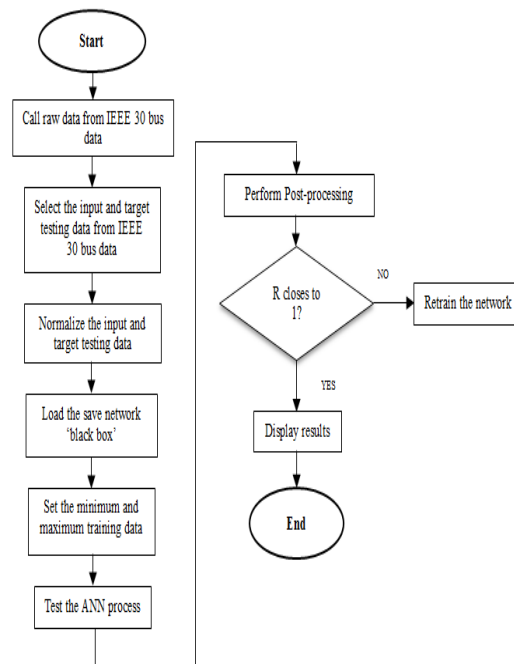 Start
Call raw data from IEEE 30 bus
data
Select the input and target
testing data from IEEE
30 bus data
Normalize the input and
target testing data
Load the save network
‘black box’
Set the minimum and
maximum training data
Test the ANN process
Perform Post-processing
R closes to
1?
NO
Retrain the network
YES
Display results
End